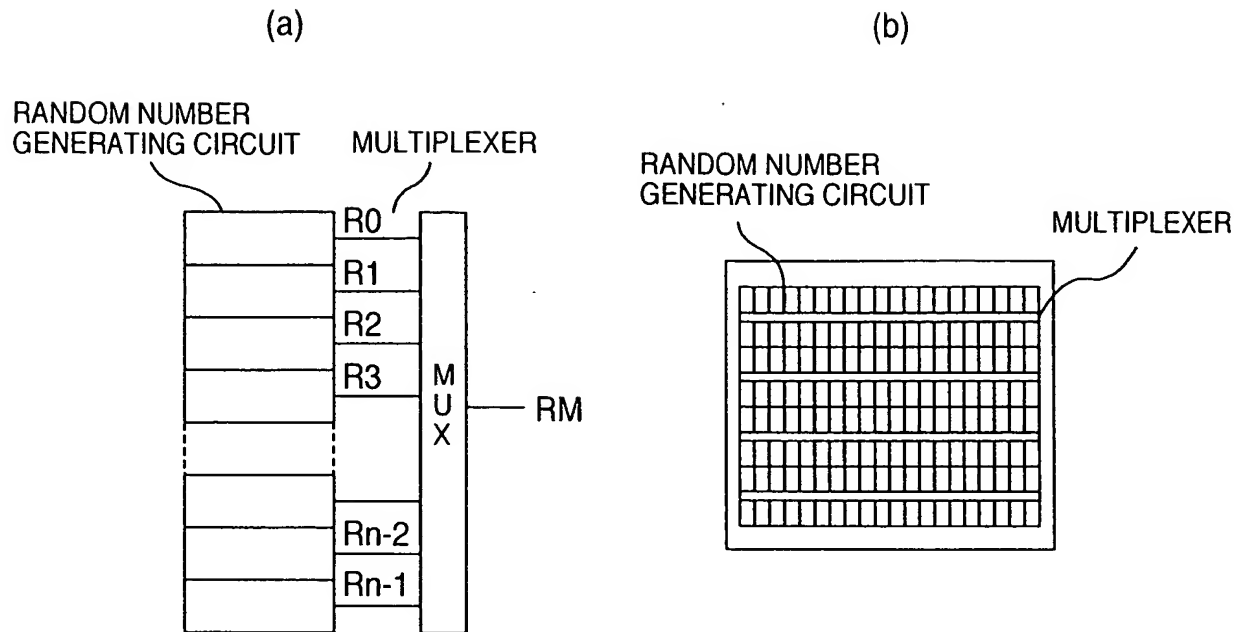 (a)
RANDOM NUMBER
GENERATING CIRCUIT
MULTIPLEXER
R0
R1
R2
R3
Rn-2
Rn-1
MUX
RM
(b)
RANDOM NUMBER
GENERATING CIRCUIT
MULTIPLEXER